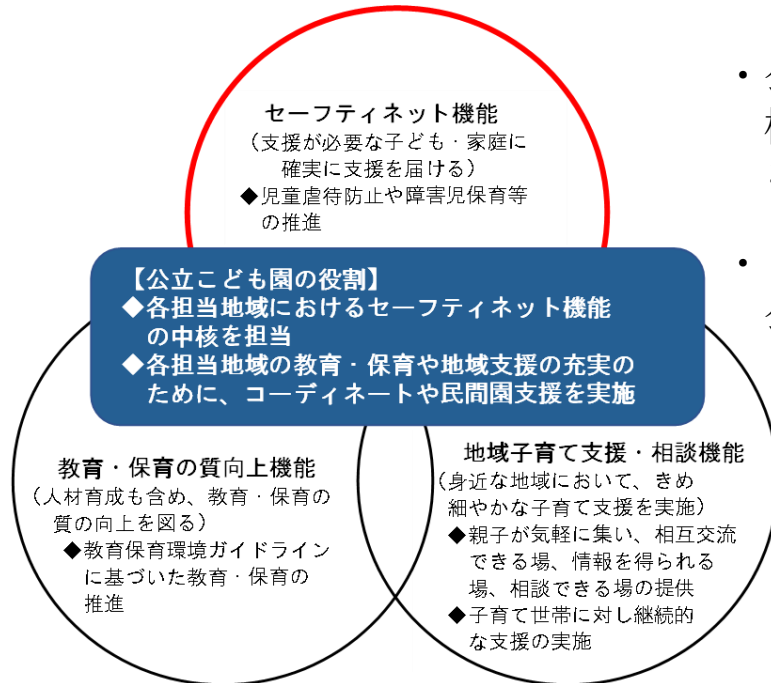 セーフティネット機能
（支援が必要な子ども・家庭に
確実に支援を届ける）
◆児童虐待防止や障害児保育等
の推進
【公立こども園の役割】
◆各担当地域におけるセーフティネット機能
の中核を担当
◆各担当地域の教育・保育や地域支援の充実の
ために、コーディネートや民間園支援を実施
教育・保育の質向上機能
（人材育成も含め、教育・保育の
質の向上を図る）
◆教育保育環境ガイドライン
に基づいた教育・保育の
推進
地域子育て支援・相談機能
（身近な地域において、きめ
細やかな子育て支援を実施）
◆親子が気軽に集い、相互交流
できる場、情報を得られる
場、相談できる場の提供
◆子育て世帯に対し継続的
な支援の実施